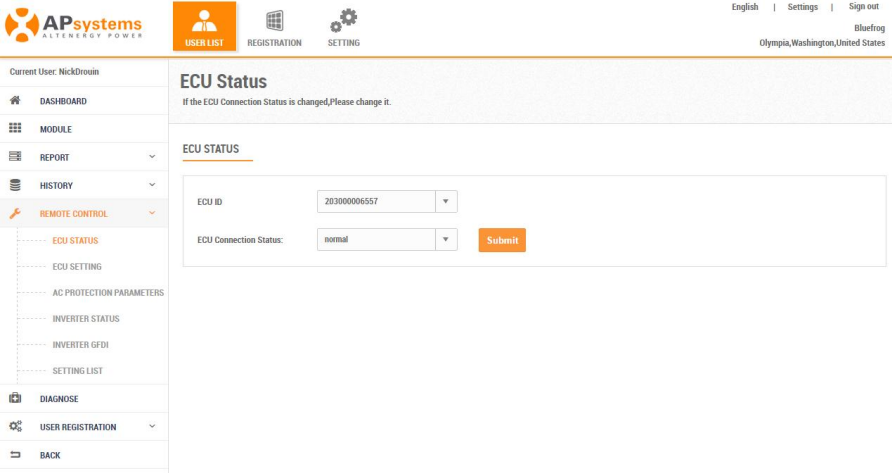 English | Settings | Sign out
APsystems
ALTENERGY POWER
USER LIST
REGISTRATION
SETTING
Bluefrog
Olympia,Washington,United States
Current User: NickDrouin
DASHBOARD
MODULE
REPORT
HISTORY
REMOTE CONTROL
ECU STATUS
ECU SETTING
AC PROTECTION PARAMETERS
INVERTER STATUS
INVERTER GFDI
SETTING LIST
DIAGNOSE
USER REGISTRATION
BACK
ECU Status
If the ECU Connection Status is changed,Please change it.
ECU STATUS
ECU ID 203000006557
ECU Connection Status: normal Submit